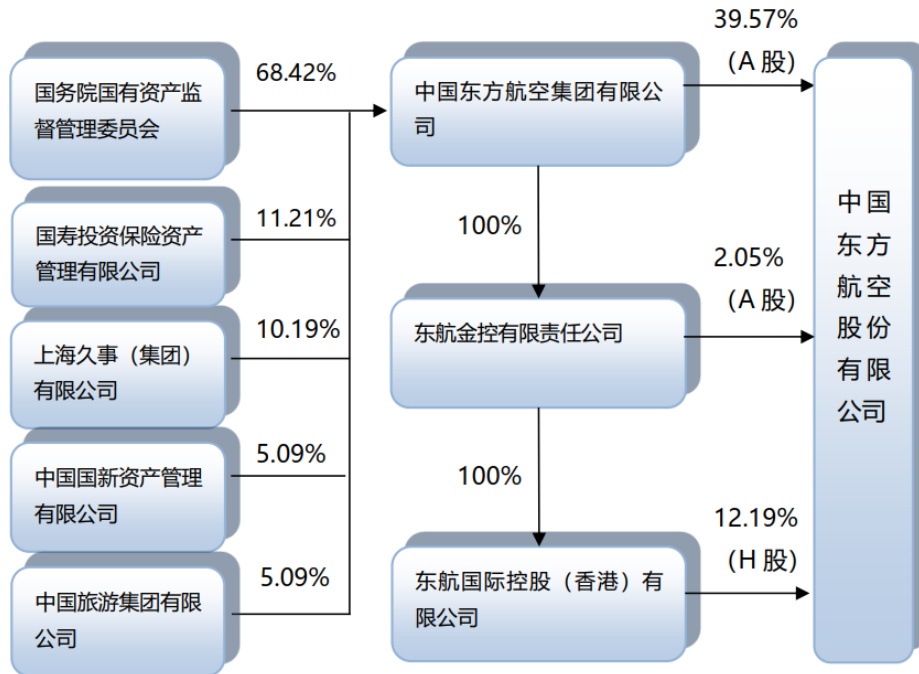 国务院国有资产监
督管理委员会
68.42%
中国东方航空集团有限公
司
39.57%
(A 股)
国寿投资保险资产
管理有限公司
11.21%
100%
上海久事（集团）
有限公司
10.19%
东航金控有限责任公司
2.05%
(A 股)
中国国新资产管理
有限公司
5.09%
100%
中国旅游集团有限
公司
5.09%
东航国际控股（香港）有
限公司
12.19%
(H 股)
中国
东方
航空
股份
有限
公司